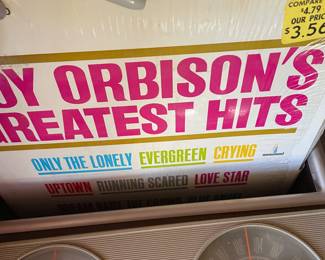 COMPARE
$4.79
OUR PRICE
$3.56
OY ORBISON'S
REATEST HITS
ONLY THE LONELY EVERGREEN CRYING
UPTOWN RUNNING SCARED LOVE STAR